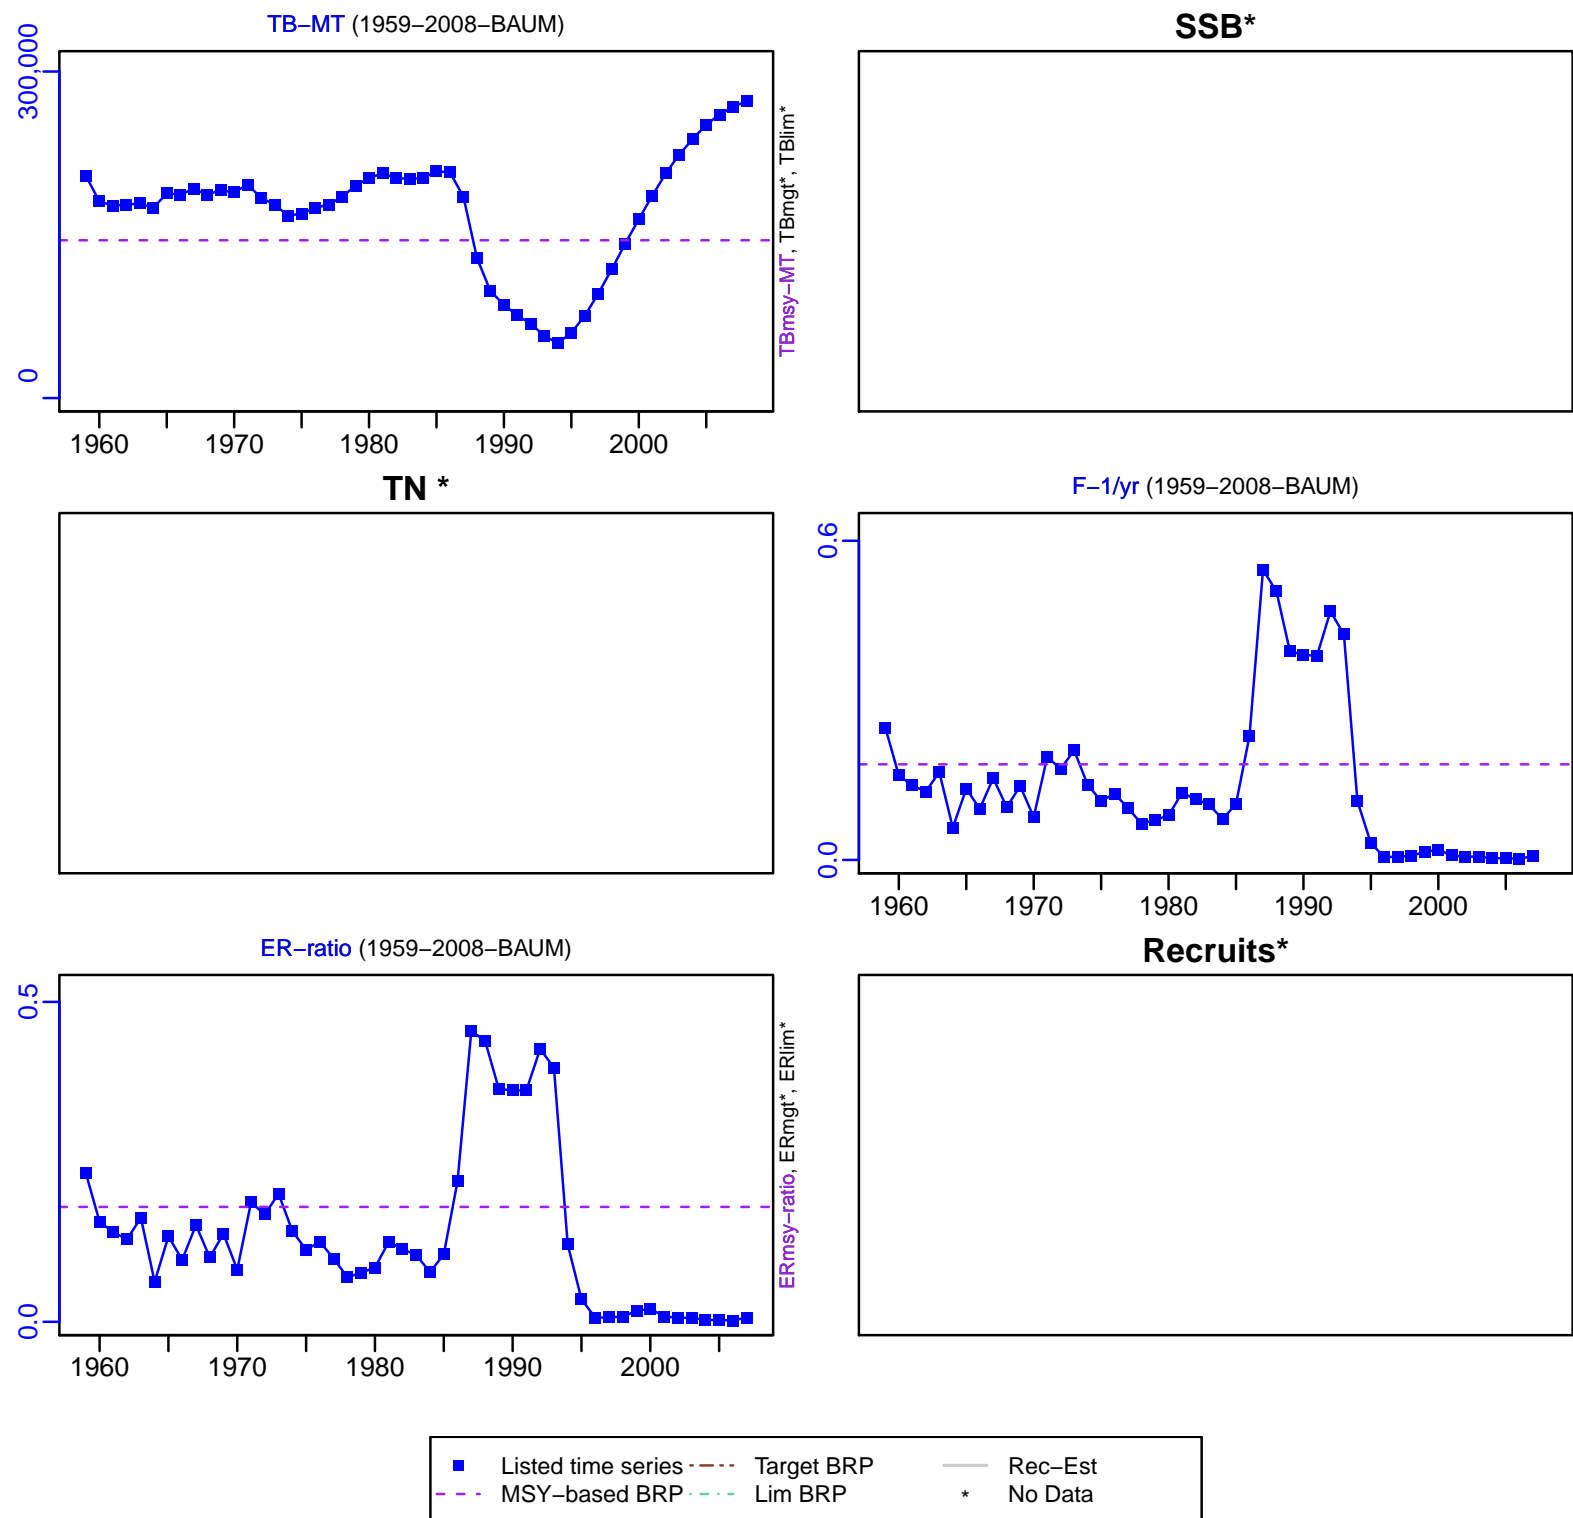 TB−MT (1959−2008−BAUM)
300,000
0
TBmsy−MT, TBmgt*, TBlim*
1960 1970 1980 1990 2000
SSB*
TN *
F−1/yr (1959−2008−BAUM)
0.6
0.0
1960 1970 1980 1990 2000
ER−ratio (1959−2008−BAUM)
0.5
0.0
ERmsy−ratio, ERmgt*, ERlim*
1960 1970 1980 1990 2000
Recruits*
Listed time series Target BRP Rec−Est
MSY−based BRP Lim BRP * No Data